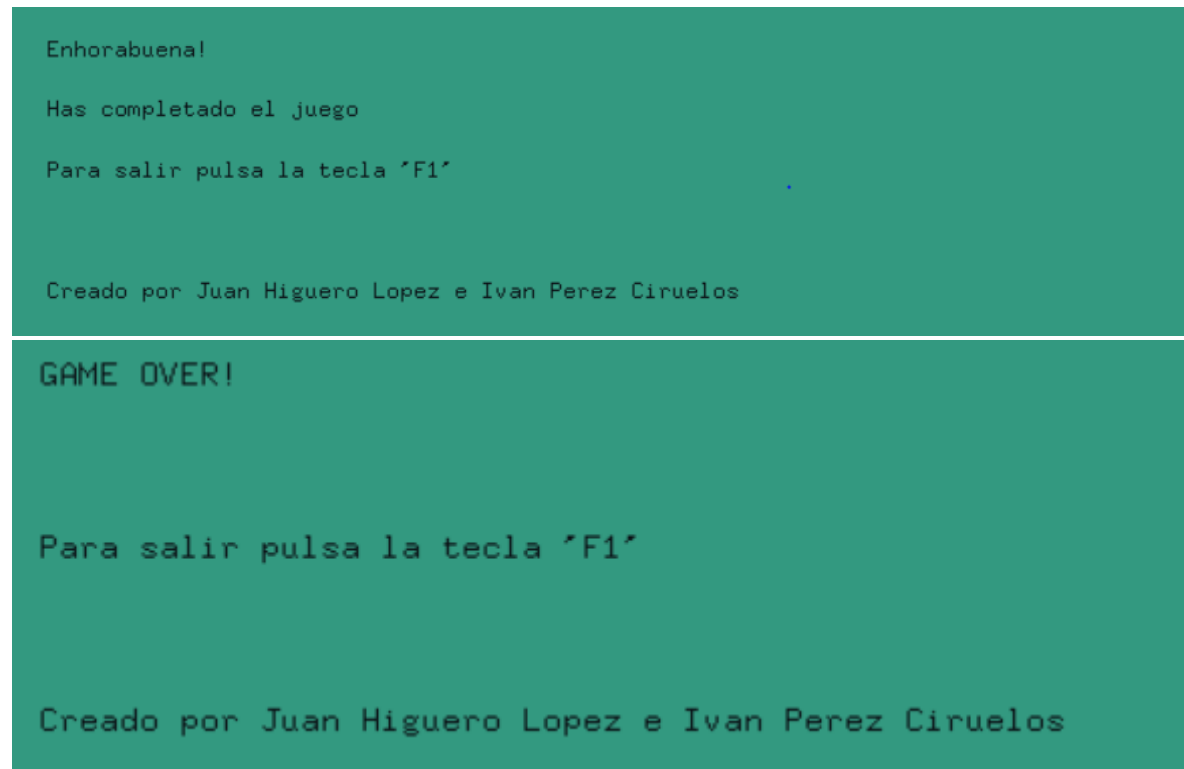 Enhorabuena!
Has completado el juego
Para salir pulsa la tecla ´F1´
Creado por Juan Higuero Lopez e Ivan Perez Ciruelos
GAME OVER!
Para salir pulsa la tecla ´F1´
Creado por Juan Higuero Lopez e Ivan Perez Ciruelos